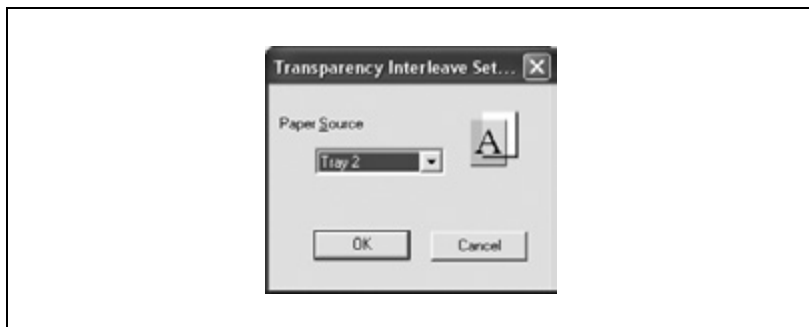 Transparency Interleave Set...
Paper Source
A
Tray 2
OK
Cancel